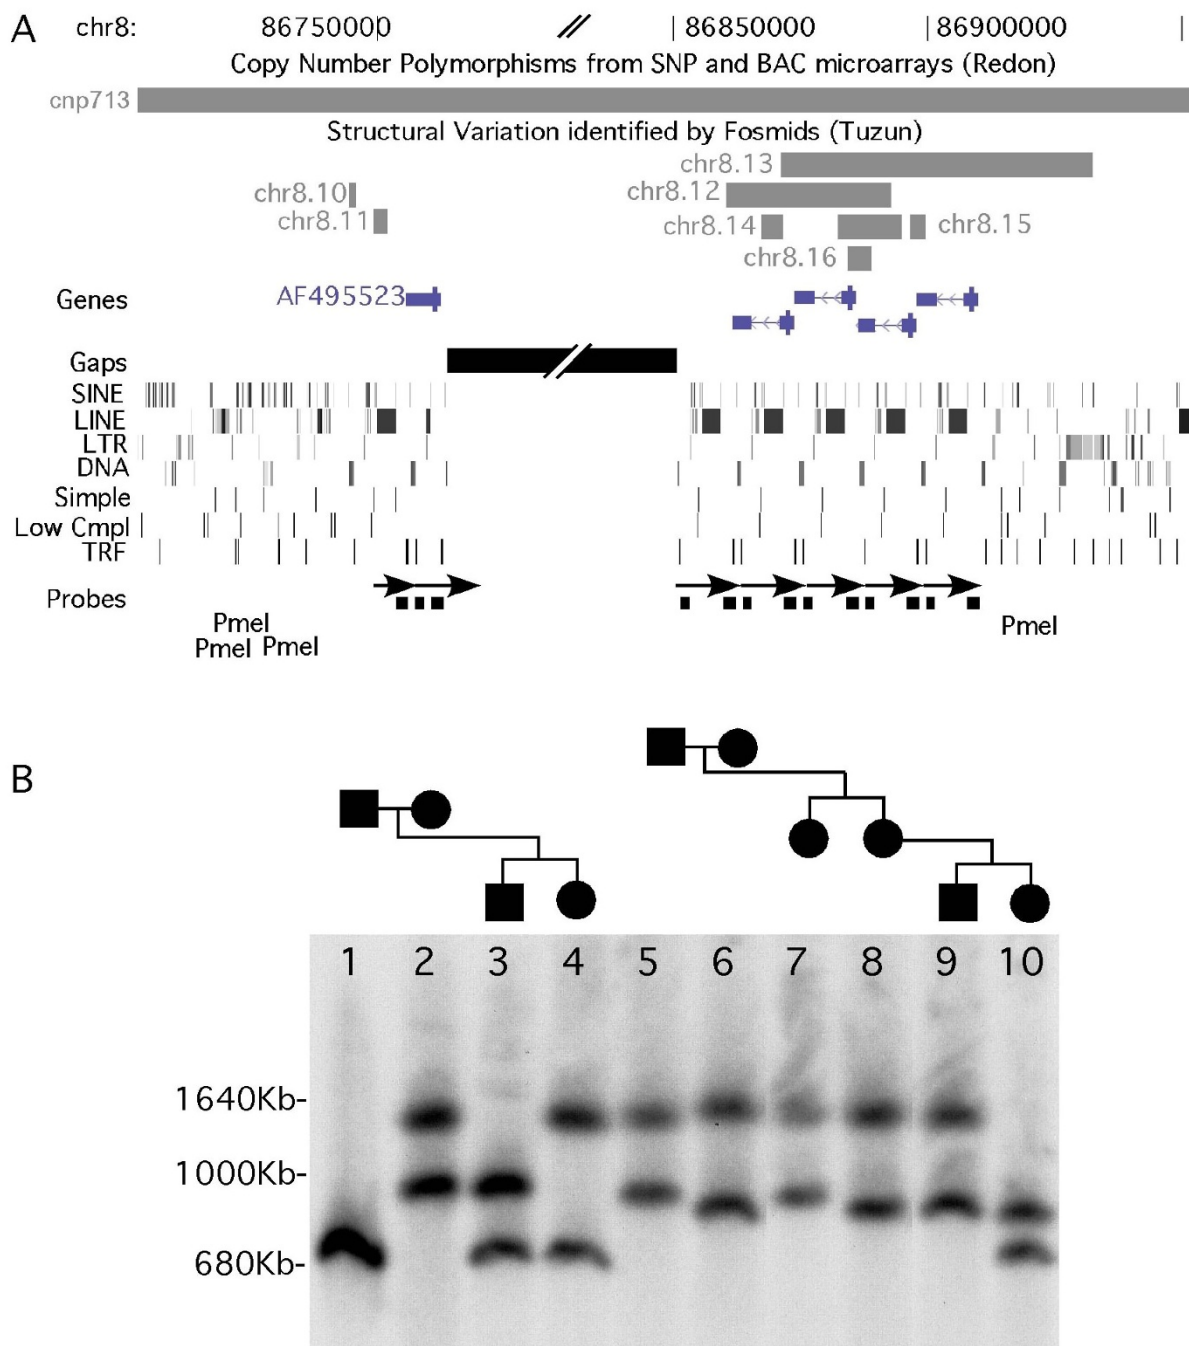 A chr8: 86750000 86850000 86900000
Copy Number Polymorphisms from SNP and BAC microarrays (Redon)
cnp713
Structural Variation identified by Fosmids (Tuzun)
chr8.13
chr8.10 chr8.12
chr8.11 chr8.14 chr8.15
chr8.16
Genes AF495523
Gaps
SINE
LINE
LTR
DNA
Simple
Low Cmpl
TRF
Probes
PmeI PmeI
PmeI PmeI
B
1 2 3 4 5 6 7 8 9 10
1640Kb-
1000Kb-
680Kb-